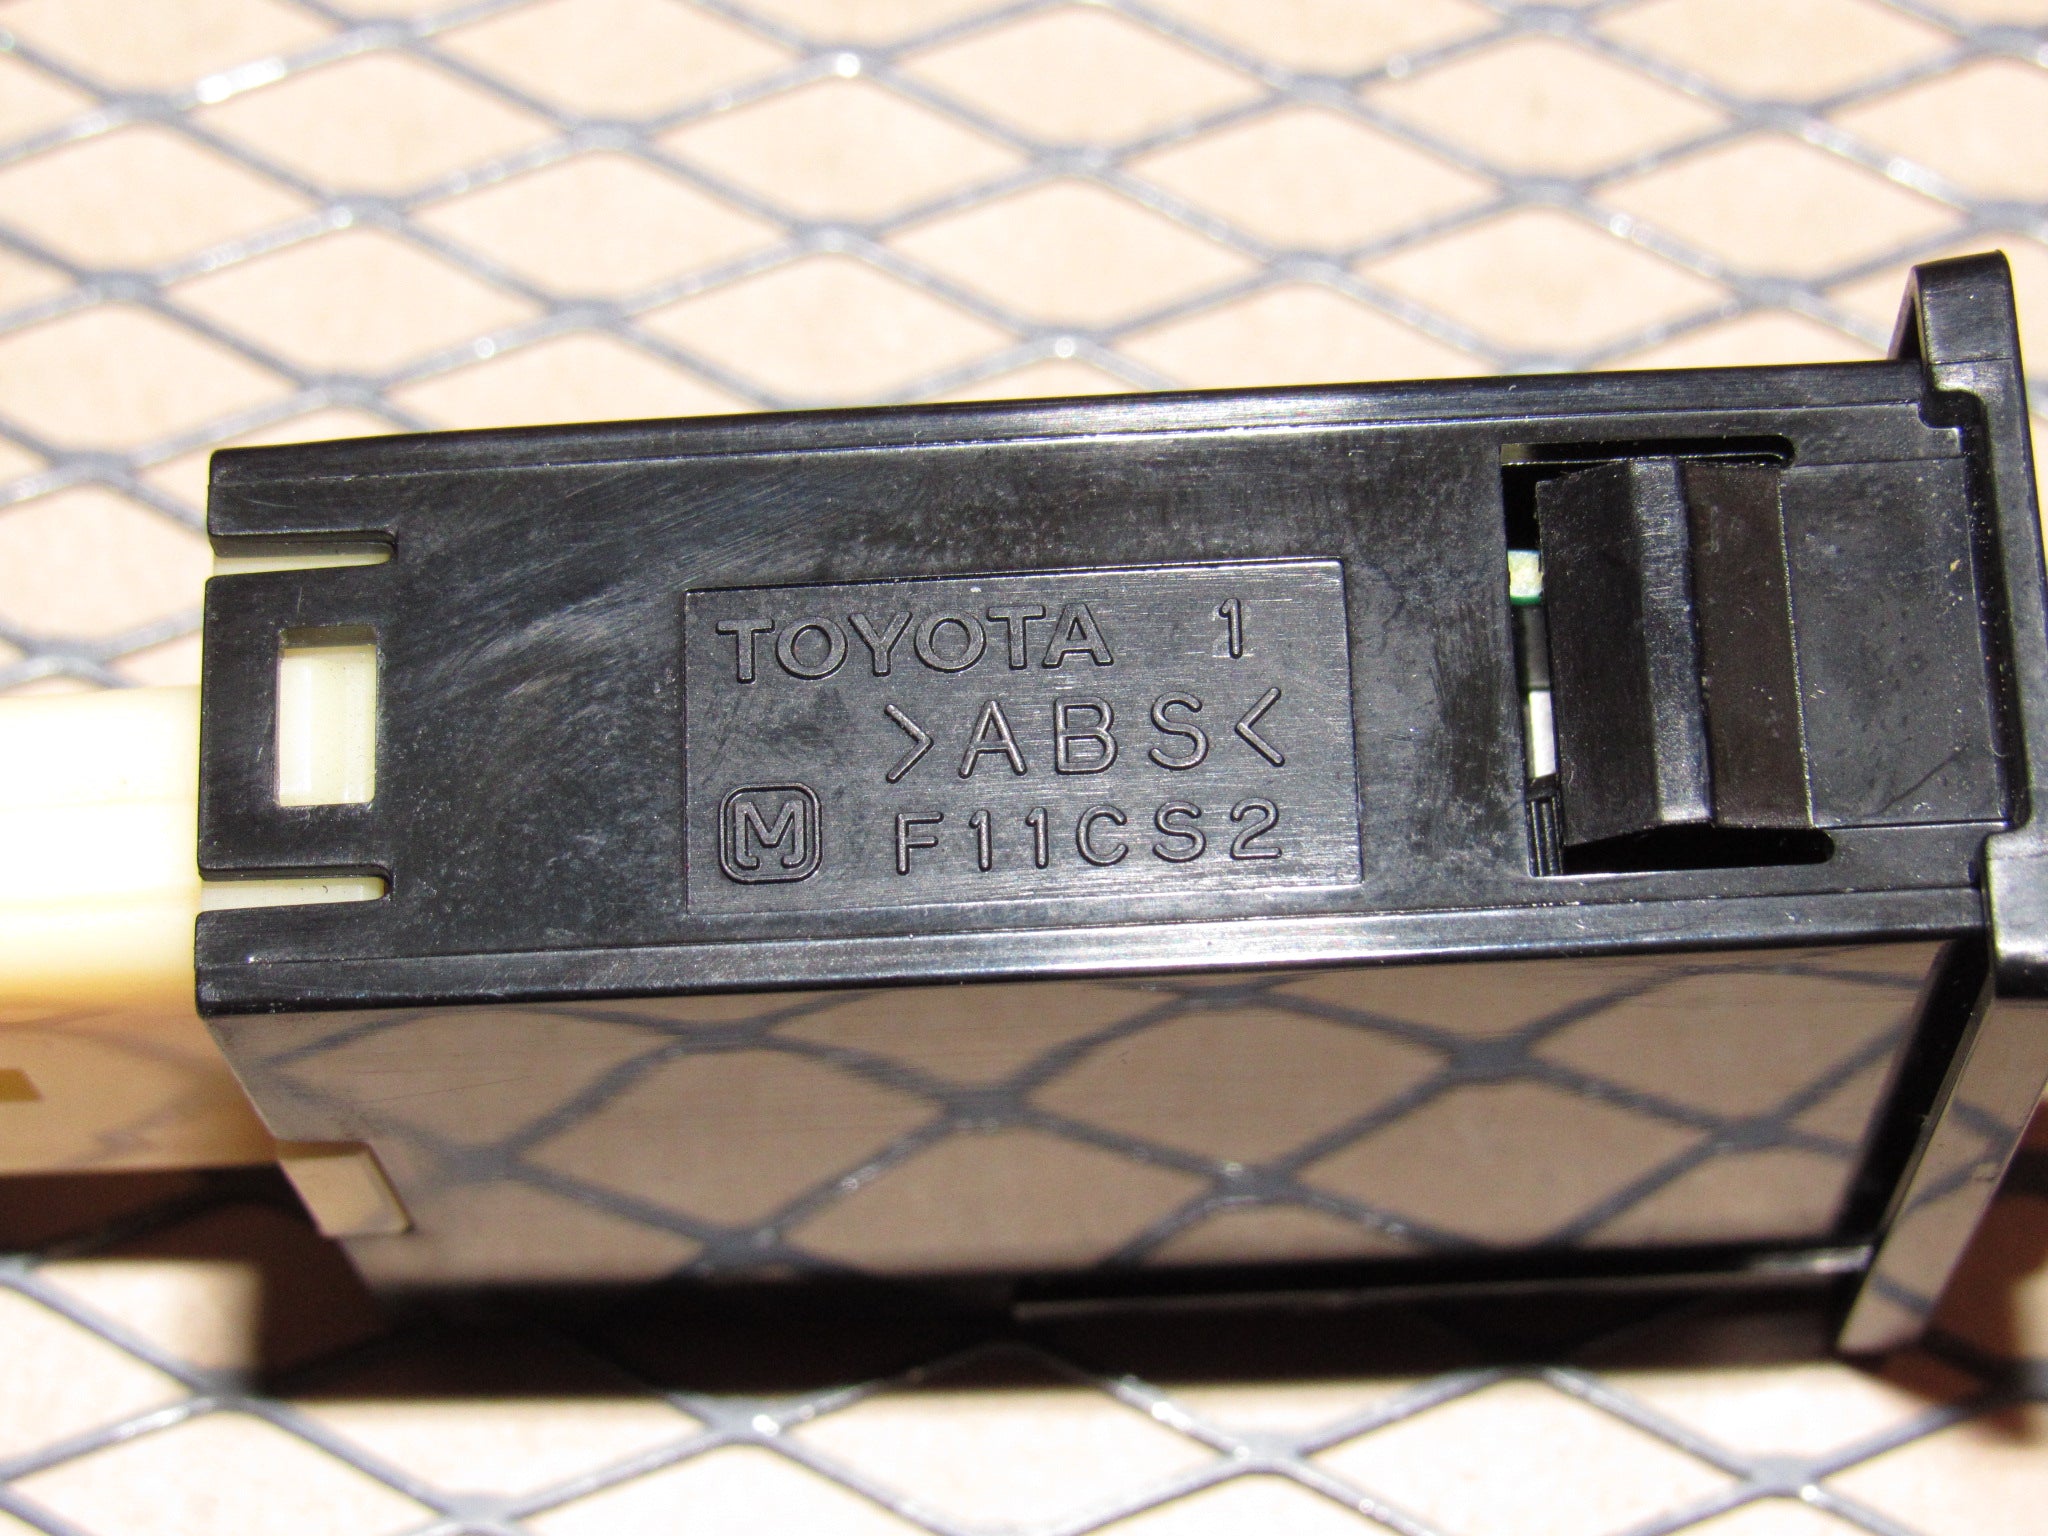 TOYOTA 1
>ABS<
M F11CS2